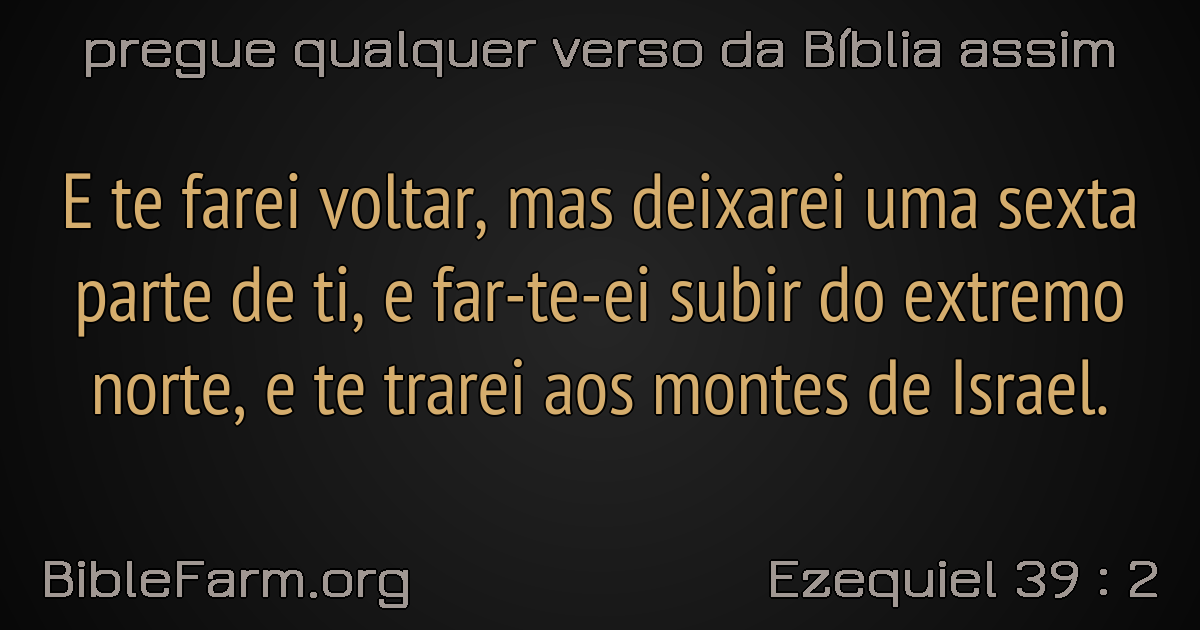 pregue qualquer verso da Bíblia assim
E te farei voltar, mas deixarei uma sexta
parte de ti, e far-te-ei subir do extremo
norte, e te trarei aos montes de Israel.
BibleFarm.org
Ezequiel 39 : 2